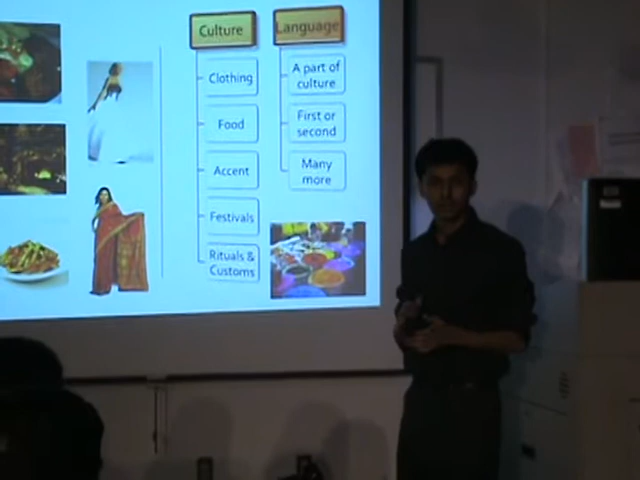 Culture
Clothing
Food
Accent
Festivals
Rituals &
Customs
Language
A part of
culture
First or
second
Many
more